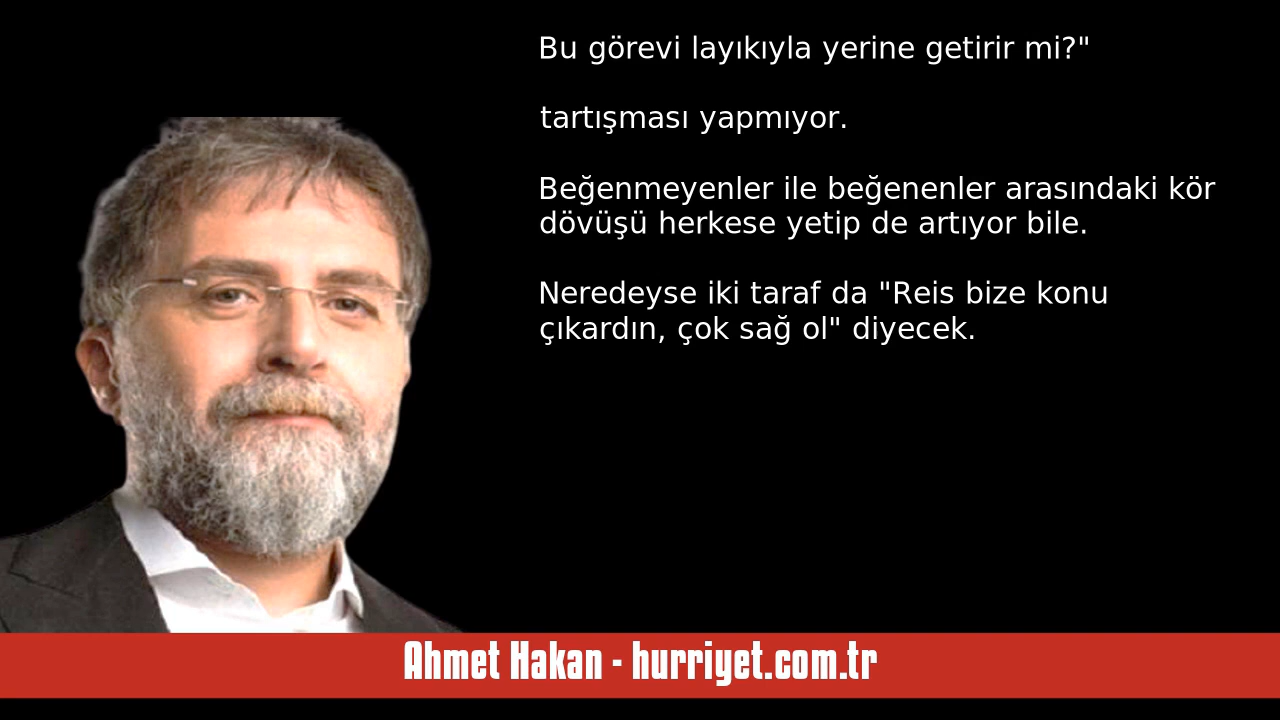 Bu görevi layıkıyla yerine getirir mi?"
tartışması yapmıyor.
Beğenmeyenler ile beğenenler arasındaki kör
dövüşü herkese yetip de artıyor bile.
Neredeyse iki taraf da "Reis bize konu
çıkardın, çok sağ ol" diyecek.
Ahmet Hakan - hurriyet.com.tr